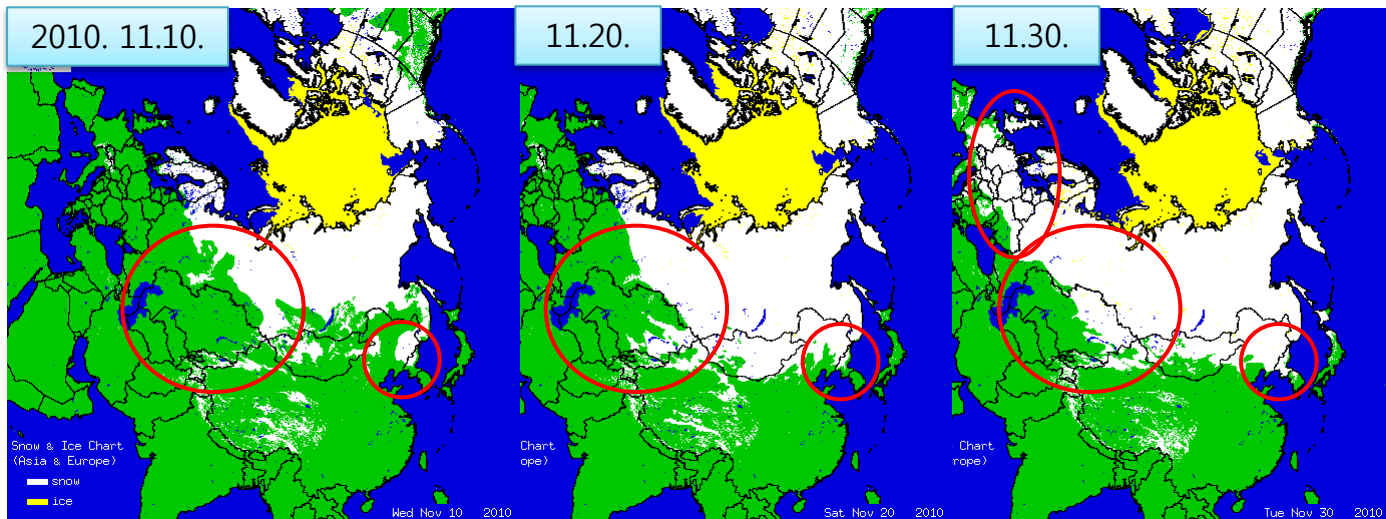 2010. 11.10.
11.20.
11.30.
Snow & Ice Chart
(Asia & Europe)
snow
ice
Wed Nov 10 2010
Chart
ope)
Sat Nov 20 2010
Chart
rope)
Tue Nov 30 2010